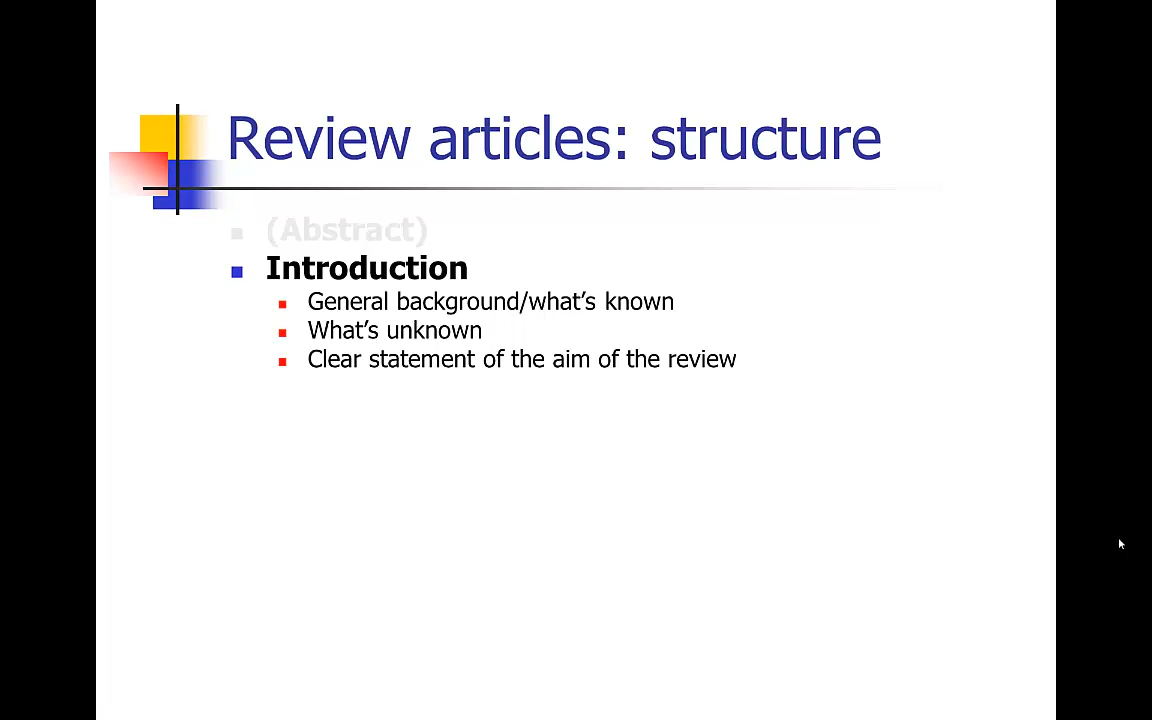 Review articles: structure
(Abstract)
Introduction
General background/what’s known
What’s unknown
Clear statement of the aim of the review